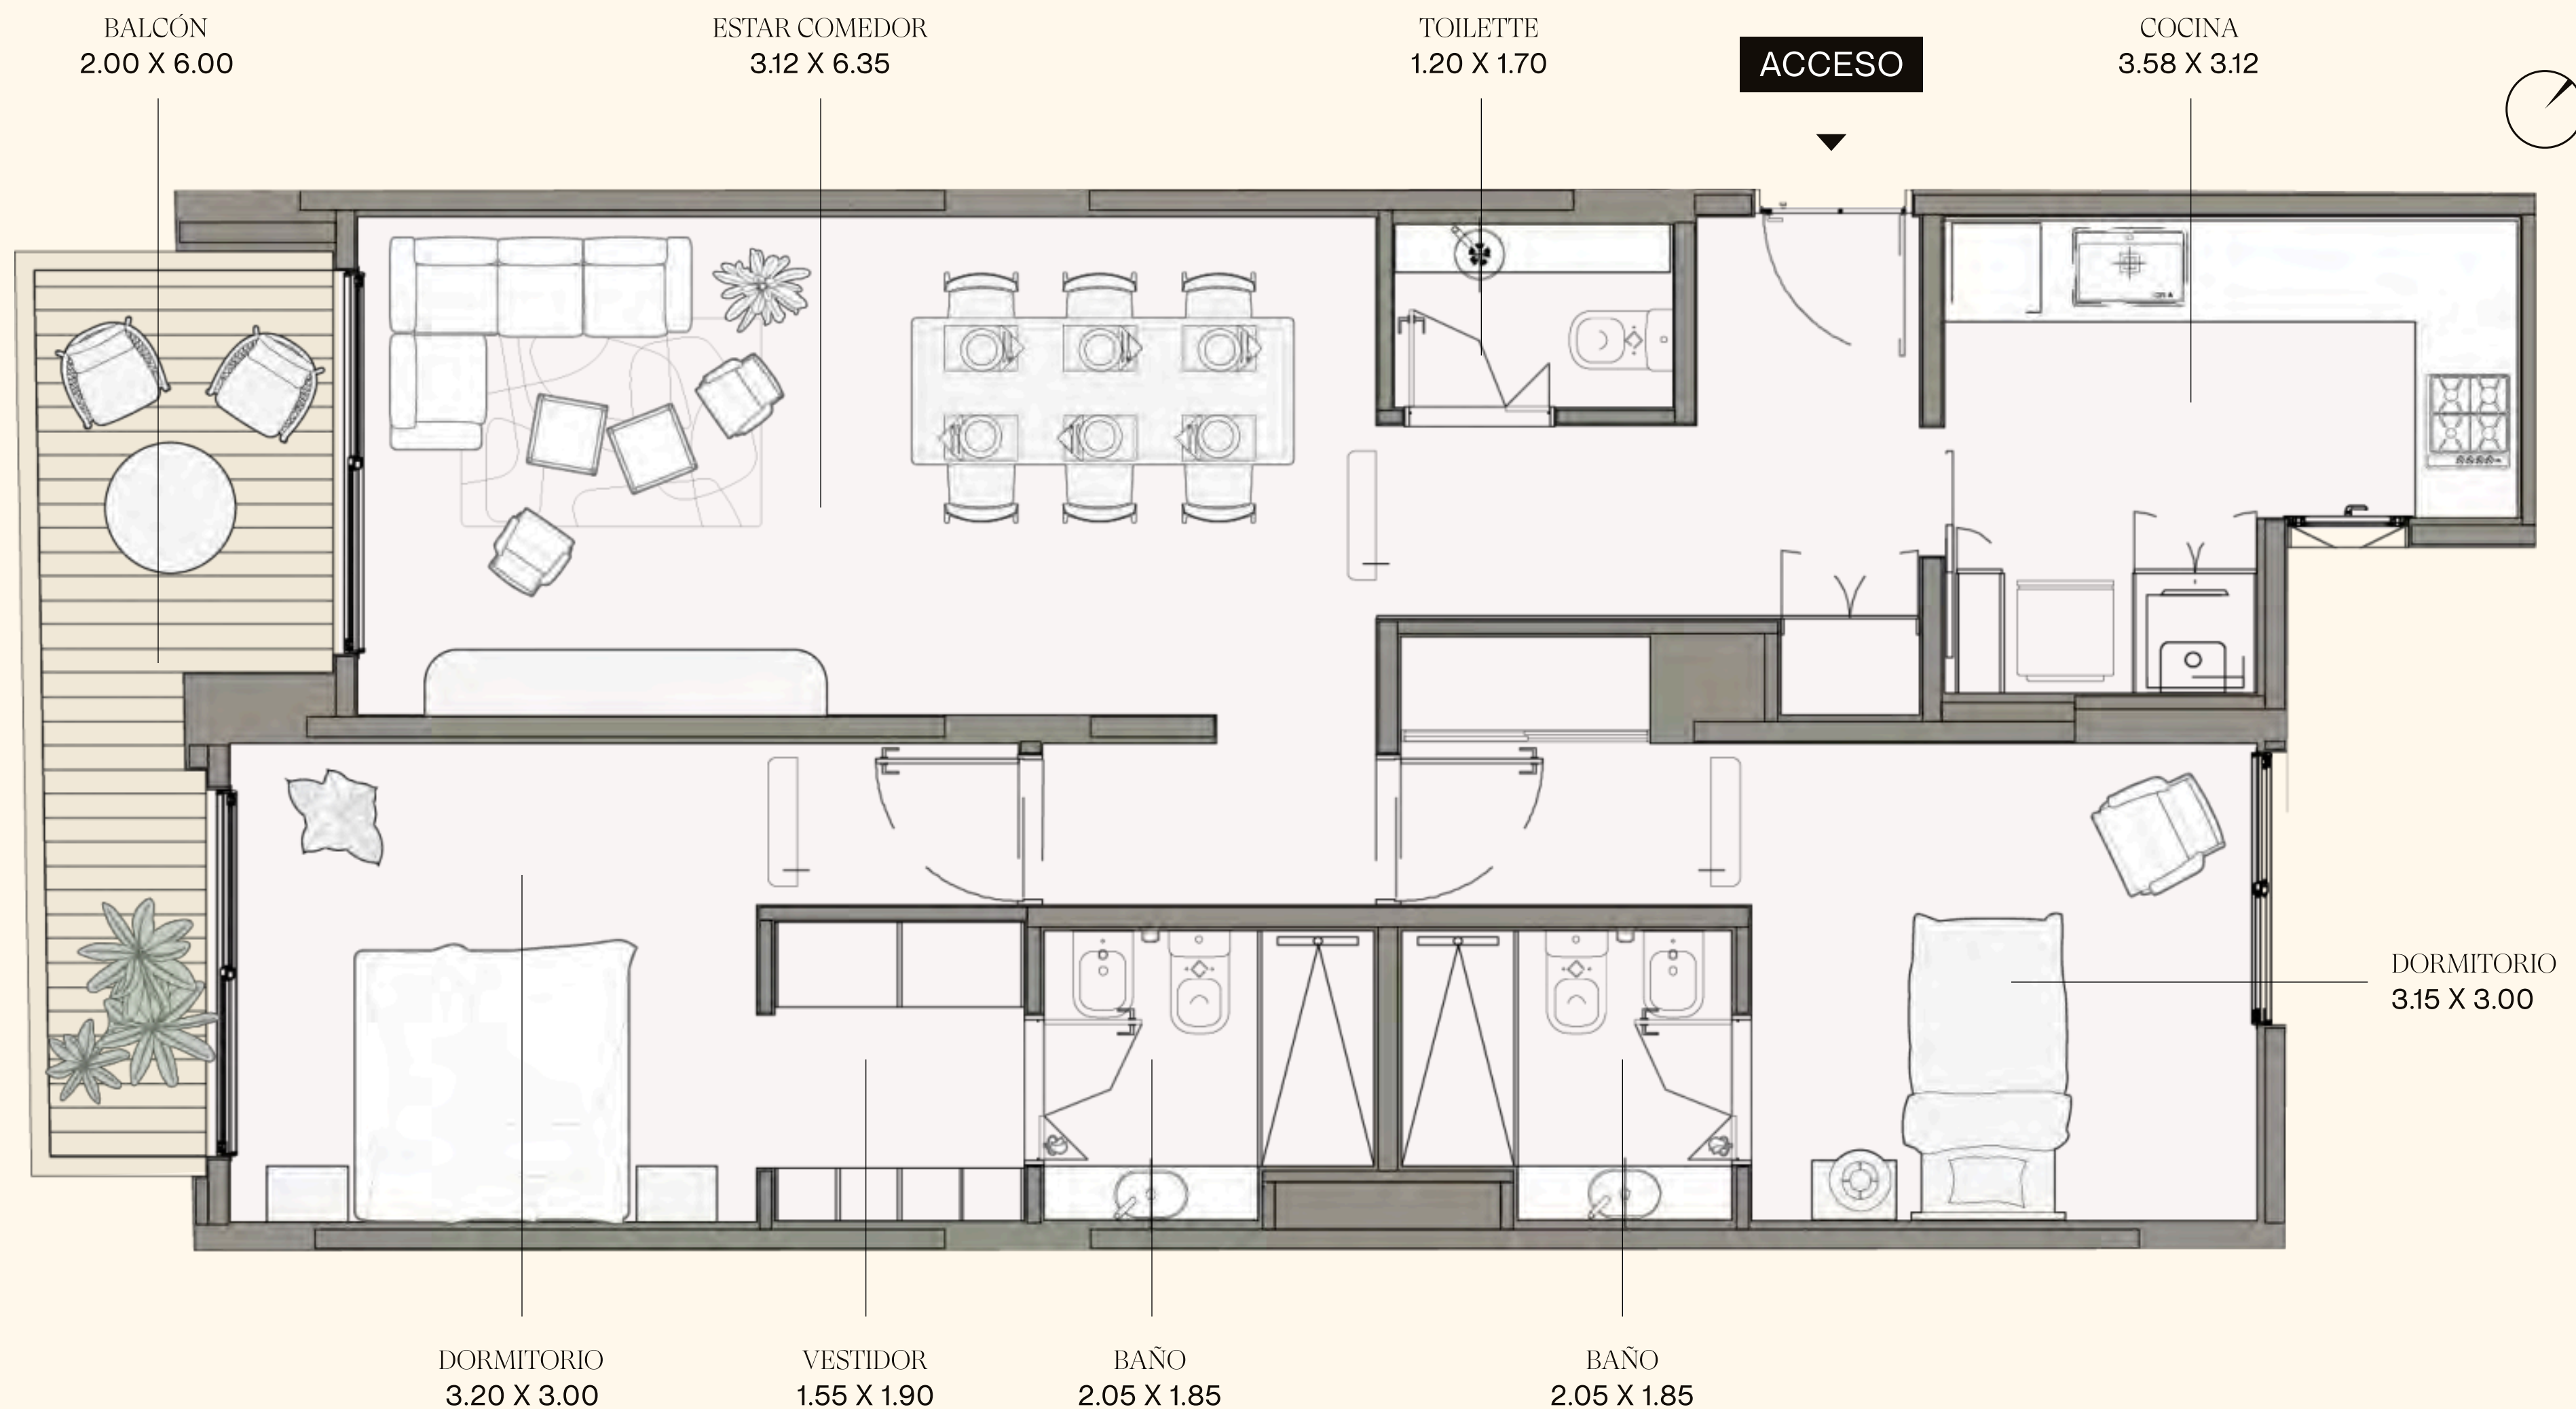 BALCÓN
2.00 X 6.00
ESTAR COMEDOR
3.12 X 6.35
TOILETTE
1.20 X 1.70
ACCESO
COCINA
3.58 X 3.12
DORMITORIO
3.15 X 3.00
DORMITORIO
3.20 X 3.00
VESTIDOR
1.55 X 1.90
BAÑO
2.05 X 1.85
BAÑO
2.05 X 1.85